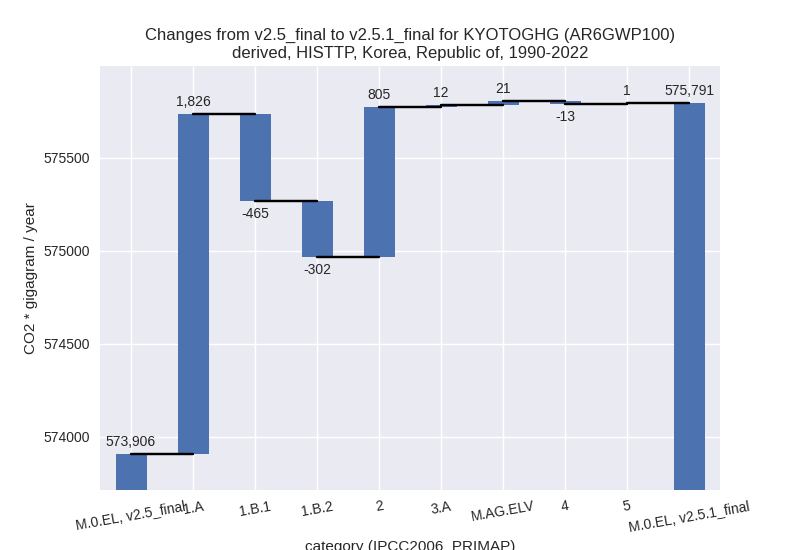 Changes from v2.5_final to v2.5.1_final for KYOTOGHG (AR6GWP100)
derived, HISTTP, Korea, Republic of, 1990-2022
CO2 * gigagram / year
575500
575000
574500
574000
573,906
1,826
-465
-302
805
12
21
-13
1
575,791
M.0.EL, v2.5_final
1.A
1.B.1
1.B.2
2
3.A
M.AG.ELV
4
5
M.0.EL, v2.5.1_final
category (IPCC2006_PRIMAP)